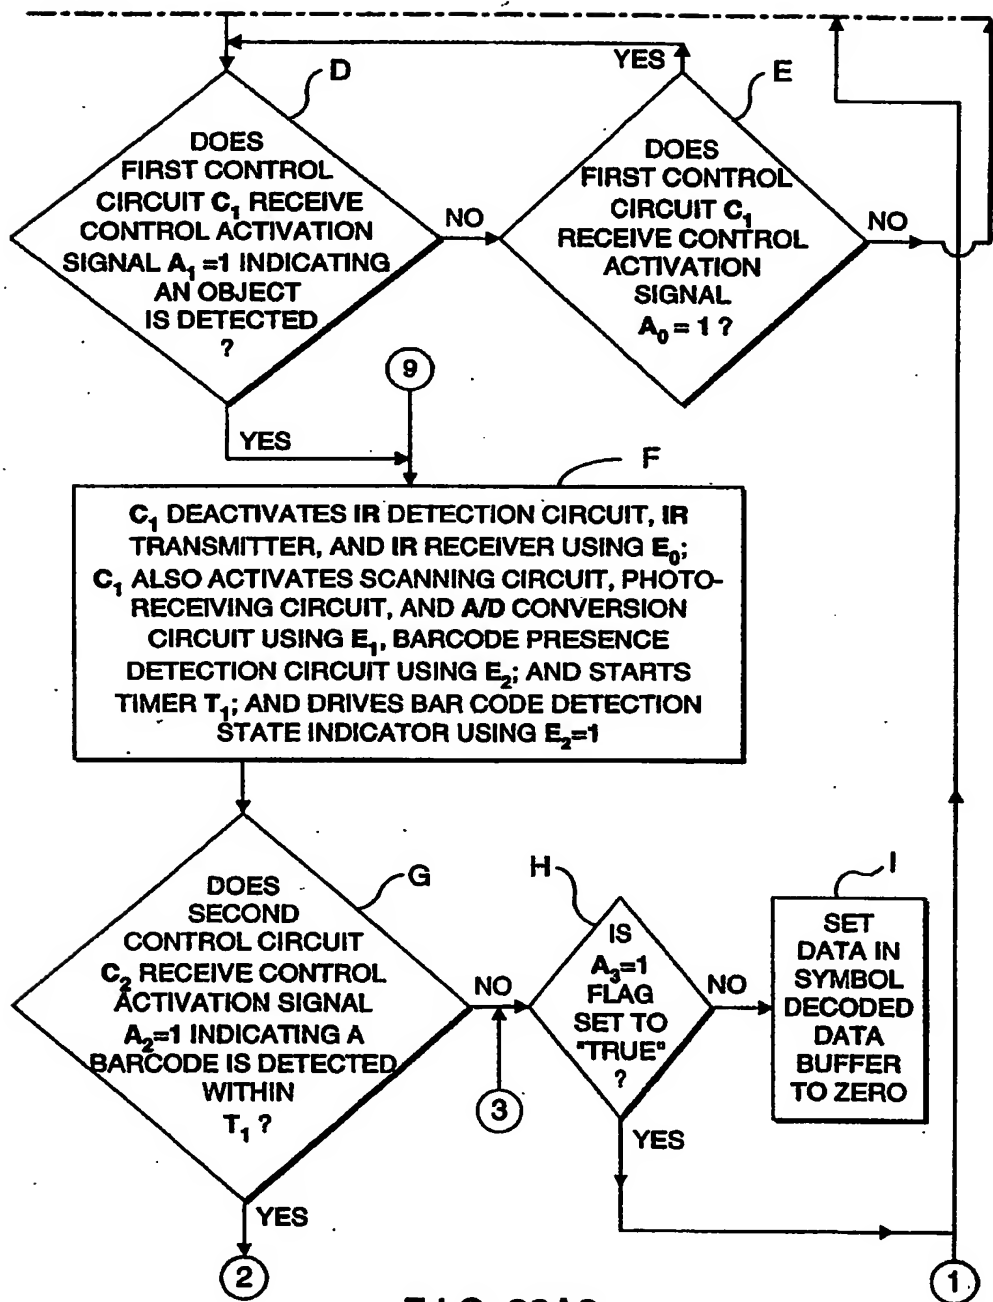 YES
D
E
DOES
FIRST CONTROL
CIRCUIT C₁ RECEIVE
CONTROL ACTIVATION
SIGNAL A₁ =1 INDICATING
AN OBJECT
IS DETECTED
?
NO
DOES
FIRST CONTROL
CIRCUIT C₁
RECEIVE CONTROL
ACTIVATION
SIGNAL
A₀ = 1 ?
NO
9
YES
F
C₁ DEACTIVATES IR DETECTION CIRCUIT, IR
TRANSMITTER, AND IR RECEIVER USING E₀;
C₁ ALSO ACTIVATES SCANNING CIRCUIT, PHOTO-
RECEIVING CIRCUIT, AND A/D CONVERSION
CIRCUIT USING E₁, BARCODE PRESENCE
DETECTION CIRCUIT USING E₂; AND STARTS
TIMER T₁; AND DRIVES BAR CODE DETECTION
STATE INDICATOR USING E₂=1
G
DOES
SECOND
CONTROL CIRCUIT
C₂ RECEIVE CONTROL
ACTIVATION SIGNAL
A₂=1 INDICATING A
BARCODE IS DETECTED
WITHIN
T₁ ?
NO
3
H
IS
A₃=1
FLAG
SET TO
"TRUE"
?
NO
I
SET
DATA IN
SYMBOL
DECODED
DATA
BUFFER
TO ZERO
YES
YES
2
1